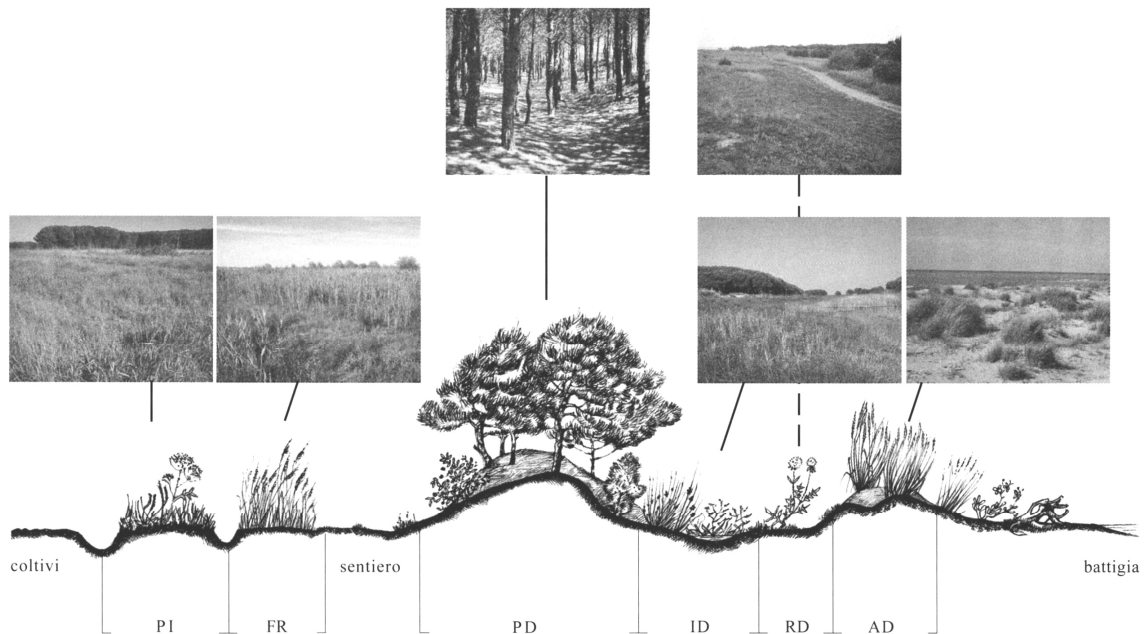 coltivi
sentiero
battigia
PI
FR
PD
ID
RD
AD